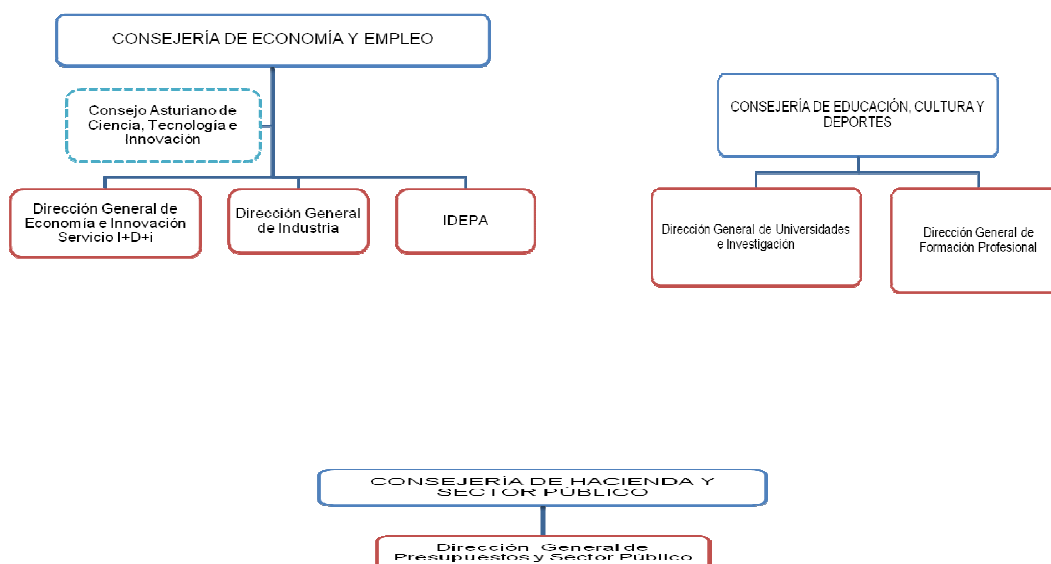 CONSEJERÍA DE ECONOMÍA Y EMPLEO
Consejo Asturiano de
Ciencia, Tecnología e
Innovación
Dirección General de
Economía e Innovación
Servicio I+D+i
Dirección General
de Industria
IDEPA
CONSEJERÍA DE EDUCACIÓN, CULTURA Y
DEPORTES
Dirección General de Universidades
e Investigación
Dirección General de
Formación Profesional
CONSEJERÍA DE HACIENDA Y
SECTOR PÚBLICO
Dirección General de
Presupuestos y Sector Público